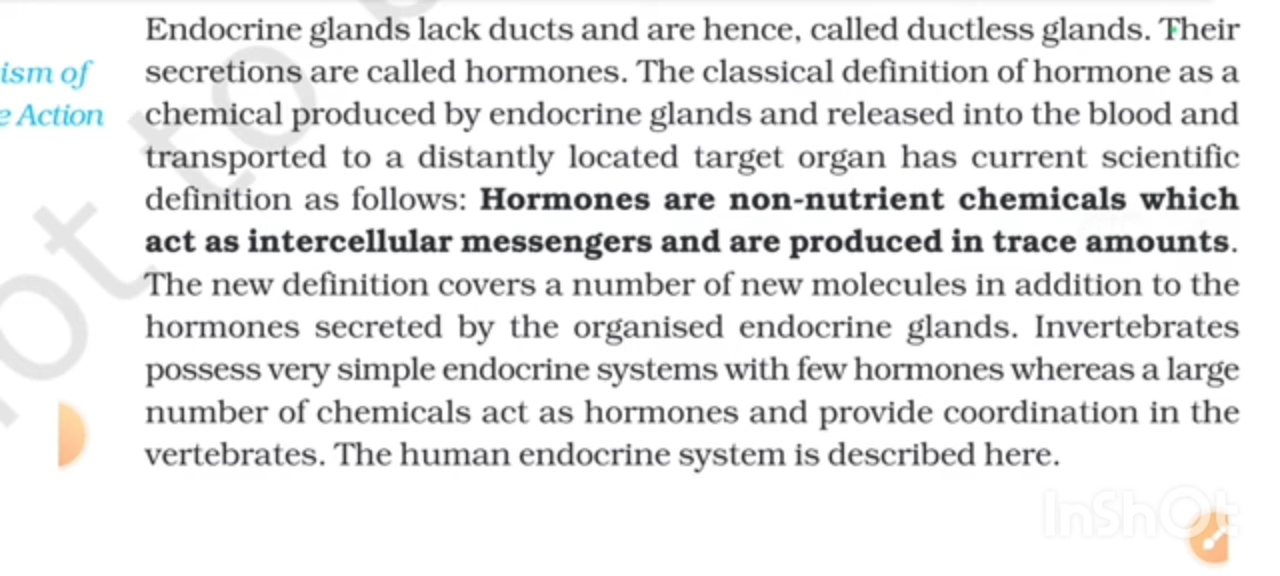 Endocrine glands lack ducts and are hence, called ductless glands. Their
ism of
secretions are called hormones. The classical definition of hormone as a
e Action
chemical produced by endocrine glands and released into the blood and
transported to a distantly located target organ has current scientific
definition as follows: Hormones are non-nutrient chemicals which
act as intercellular messengers and are produced in trace amounts.
The new definition covers a number of new molecules in addition to the
hormones secreted by the organised endocrine glands. Invertebrates
possess very simple endocrine systems with few hormones whereas a large
number of chemicals act as hormones and provide coordination in the
vertebrates. The human endocrine system is described here.
InShOt